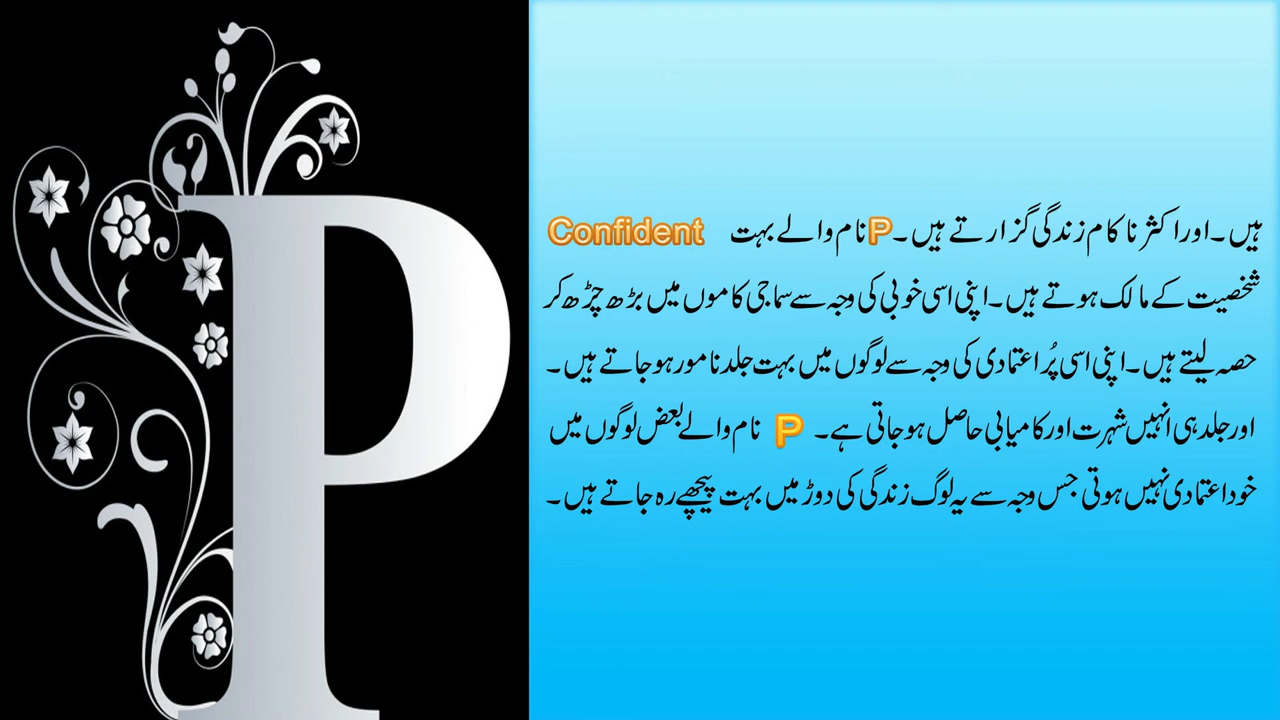 P
ہیں۔اور اکثر ناکام زندگی گزارتے ہیں۔P نام والے بہت Confident
شخصیت کے مالک ہوتے ہیں۔اپنی اسی خوبی کی وجہ سے سماجی کاموں میں بڑھ چڑھ کر
حصہ لیتے ہیں۔اپنی اسی پُراعتمادی کی وجہ سے لوگوں میں بہت جلد نامور ہو جاتے ہیں۔
اور جلد ہی انہیں شہرت اور کامیابی حاصل ہو جاتی ہے۔ P نام والے بعض لوگوں میں
خود اعتمادی نہیں ہوتی جس وجہ سے یہ لوگ زندگی کی دوڑ میں بہت پیچھے رہ جاتے ہیں۔